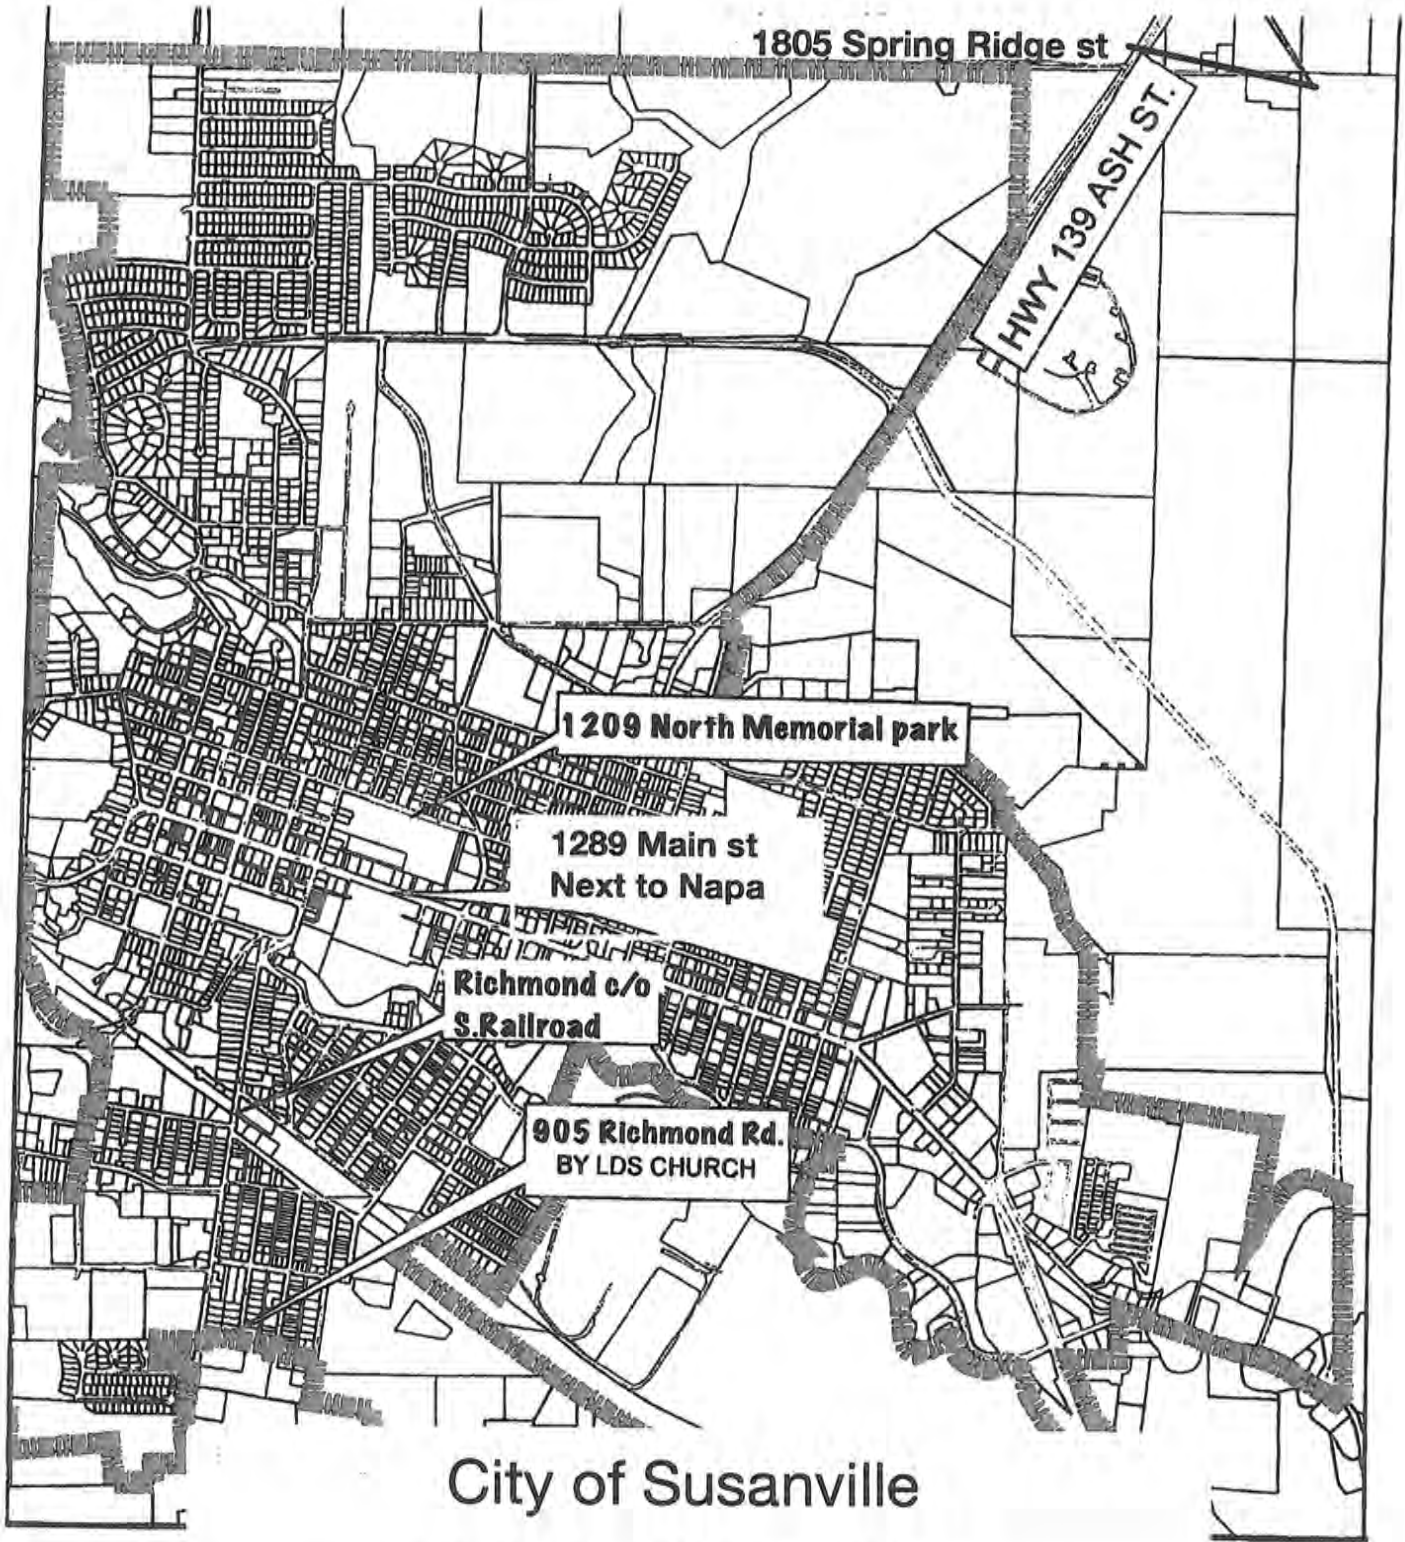 1805 Spring Ridge st
HWY 139 ASH ST.
1209 North Memorial park
1289 Main st
Next to Napa
Richmond c/o
S.Railroad
905 Richmond Rd.
BY LDS CHURCH
City of Susanville